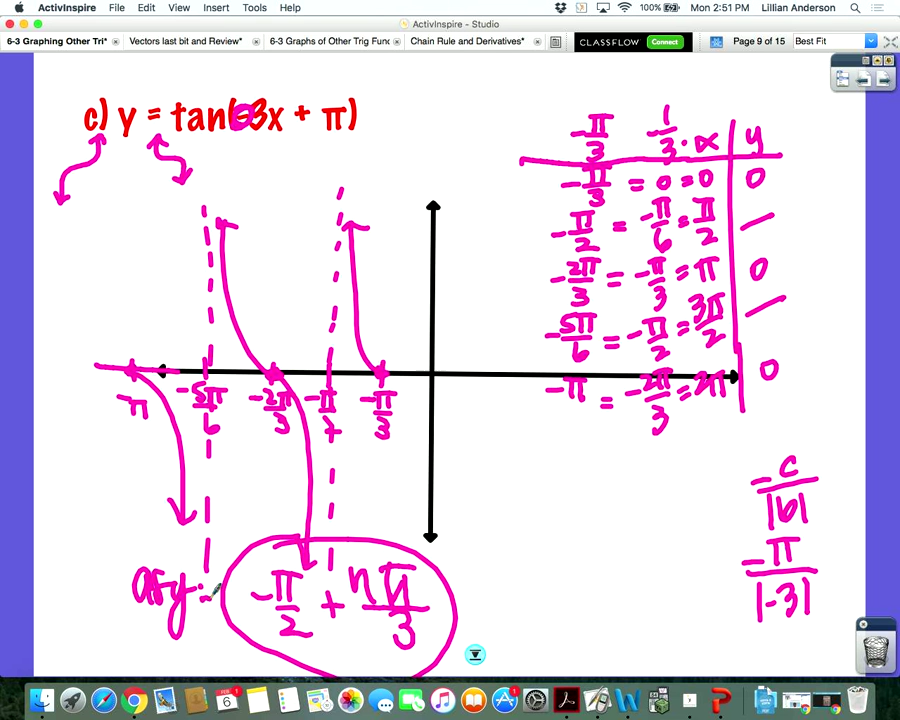 ActivInspire File Edit View Insert Tools Help 100% Mon 2:51 PM Lillian Anderson
ActivInspire - Studio
6-3 Graphing Other Tri* Vectors last bit and Review* 6-3 Graphs of Other Trig Func Chain Rule and Derivatives* CLASSFLOW Connect Page 9 of 15 Best Fit
c) y = tan(-3x + π)
-π/3 -1/3 · x y
-π/3 = 0 = 0 0
-π/2 = -π/6 = π/2 —
-2π/3 = -π/3 = π 0
-5π/6 = -π/2 = 3π/2 —
-π = -2π/3 = 2π 0
-π -5π/6 -2π/3 -π/2 -π/3
-c/|b|
-π/|-3|
asy: -π/2 + nπ/3
FEB
6